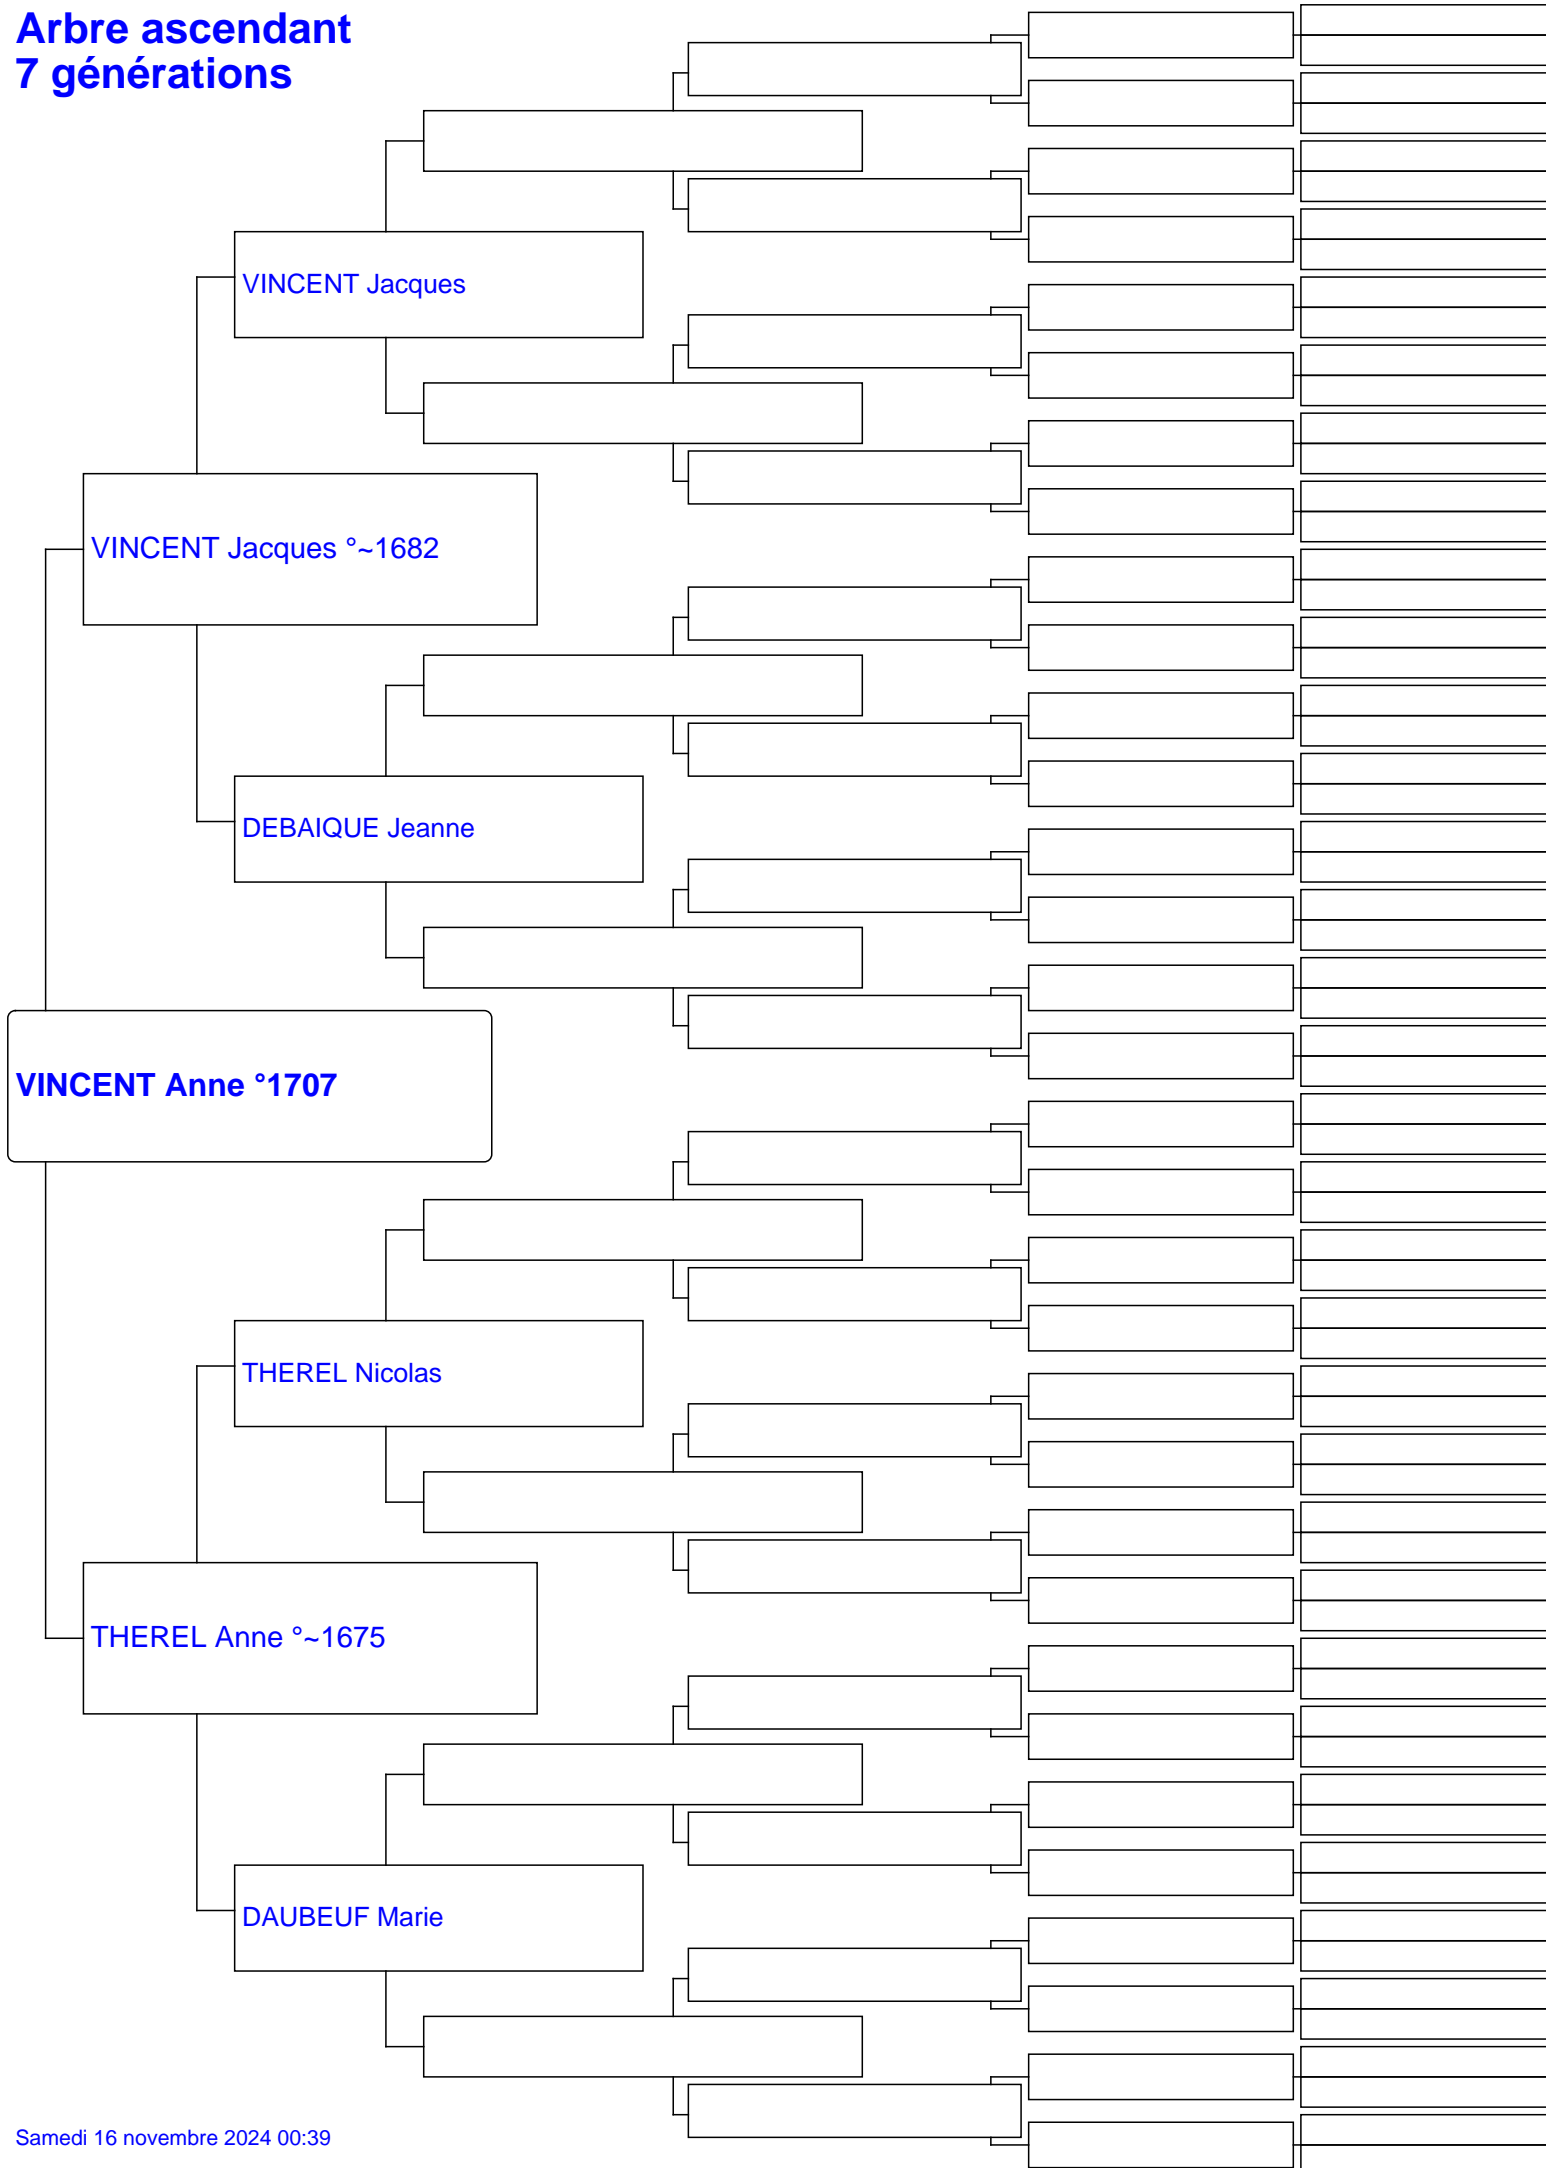 Arbre ascendant
7 générations
VINCENT Jacques
VINCENT Jacques °~1682
DEBAIQUE Jeanne
VINCENT Anne °1707
THEREL Nicolas
THEREL Anne °~1675
DAUBEUF Marie
Samedi 16 novembre 2024 00:39